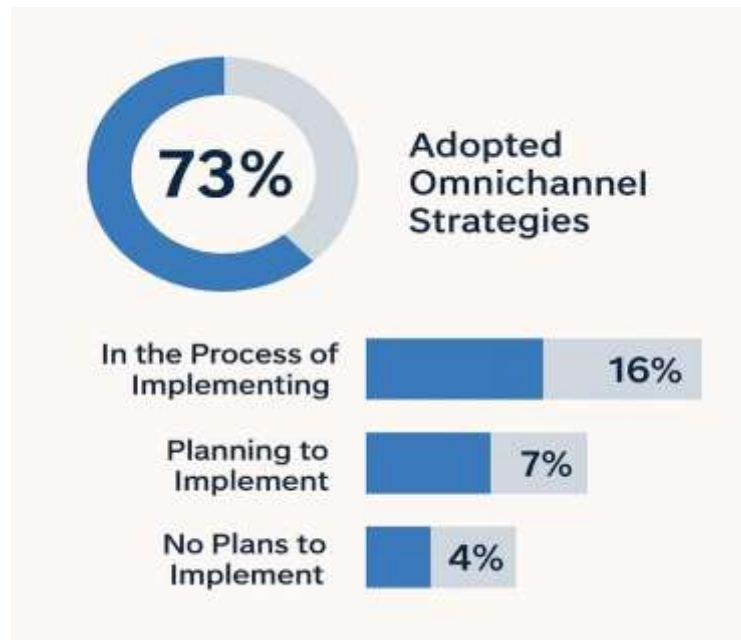 73%
Adopted
Omnichannel
Strategies
In the Process of
Implementing
16%
Planning to
Implement
7%
No Plans to
Implement
4%